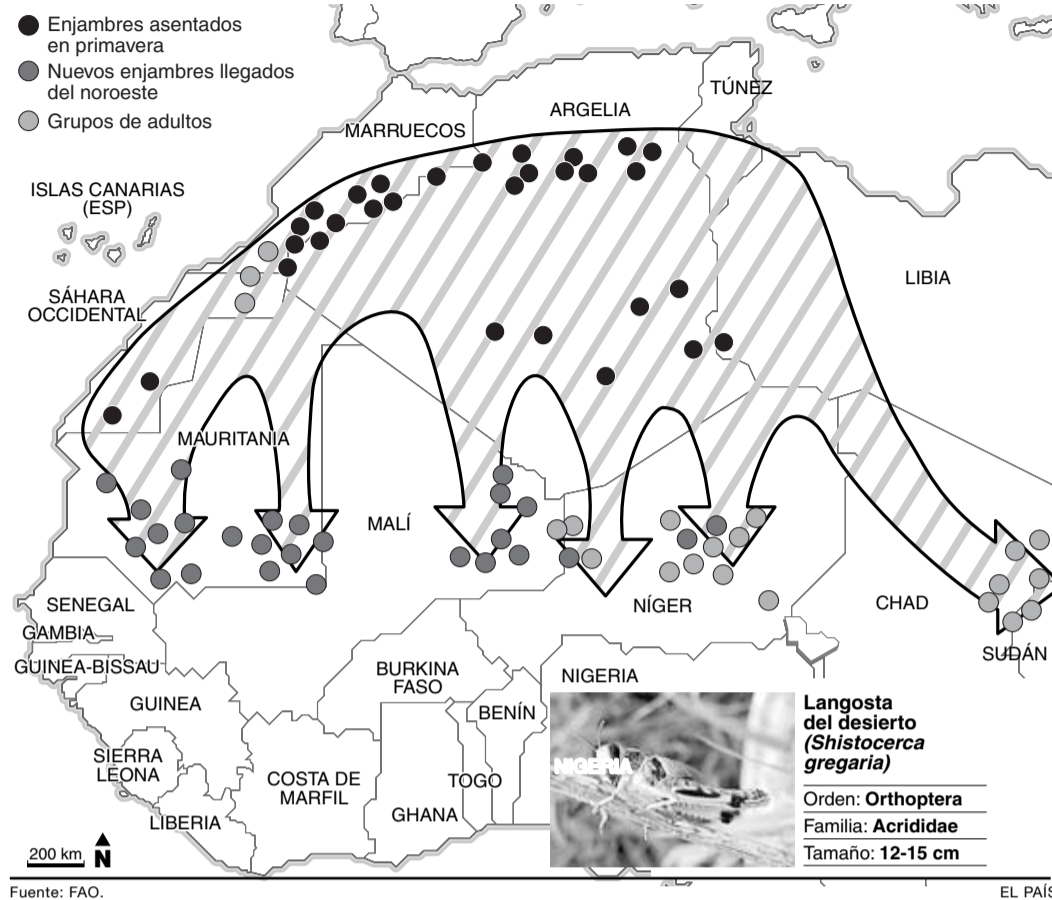 Enjambres asentados
en primavera
Nuevos enjambres llegados
del noroeste
Grupos de adultos
TÚNEZ
ARGELIA
MARRUECOS
ISLAS CANARIAS
(ESP)
LIBIA
SÁHARA
OCCIDENTAL
MAURITANIA
MALÍ
SENEGAL
NÍGER
CHAD
GAMBIA
SUDÁN
GUINEA-BISSAU
BURKINA
FASO
NIGERIA
GUINEA
BENÍN
SIERRA
LEONA
COSTA DE
MARFIL
TOGO
GHANA
LIBERIA
NIGERIA
Langosta
del desierto
(Shistocerca
gregaria)
Orden: Orthoptera
Familia: Acrididae
Tamaño: 12-15 cm
200 km
N
Fuente: FAO.
EL PAÍS